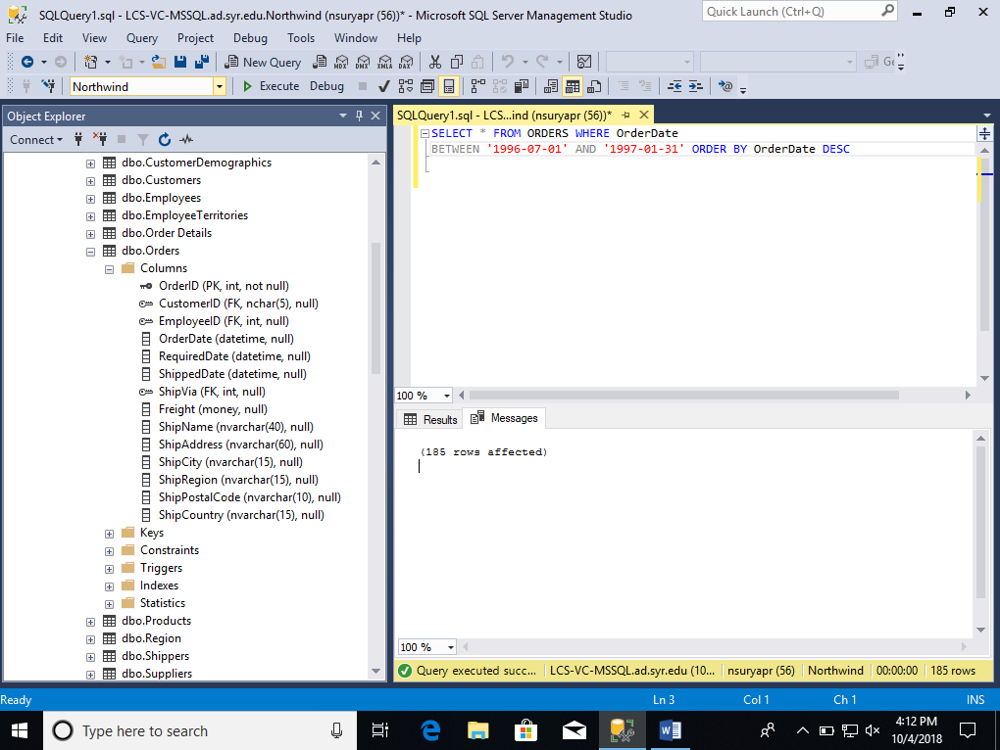 SQLQuery1.sql - LCS-VC-MSSQL.ad.syr.edu.Northwind (nsuryapr (56))* - Microsoft SQL Server Management Studio
Quick Launch (Ctrl+Q)
File Edit View Query Project Debug Tools Window Help
New Query MDX DMX XMLA DAX
Northwind Execute Debug
Object Explorer
Connect
dbo.CustomerDemographics
dbo.Customers
dbo.Employees
dbo.EmployeeTerritories
dbo.Order Details
dbo.Orders
Columns
OrderID (PK, int, not null)
CustomerID (FK, nchar(5), null)
EmployeeID (FK, int, null)
OrderDate (datetime, null)
RequiredDate (datetime, null)
ShippedDate (datetime, null)
ShipVia (FK, int, null)
Freight (money, null)
ShipName (nvarchar(40), null)
ShipAddress (nvarchar(60), null)
ShipCity (nvarchar(15), null)
ShipRegion (nvarchar(15), null)
ShipPostalCode (nvarchar(10), null)
ShipCountry (nvarchar(15), null)
Keys
Constraints
Triggers
Indexes
Statistics
dbo.Products
dbo.Region
dbo.Shippers
dbo.Suppliers
SQLQuery1.sql - LCS...ind (nsuryapr (56))*
SELECT * FROM ORDERS WHERE OrderDate
BETWEEN '1996-07-01' AND '1997-01-31' ORDER BY OrderDate DESC
100 %
Results Messages
(185 rows affected)
100 %
Query executed succ... LCS-VC-MSSQL.ad.syr.edu (10... nsuryapr (56) Northwind 00:00:00 185 rows
Ready Ln 3 Col 1 Ch 1 INS
Type here to search
4:12 PM
10/4/2018